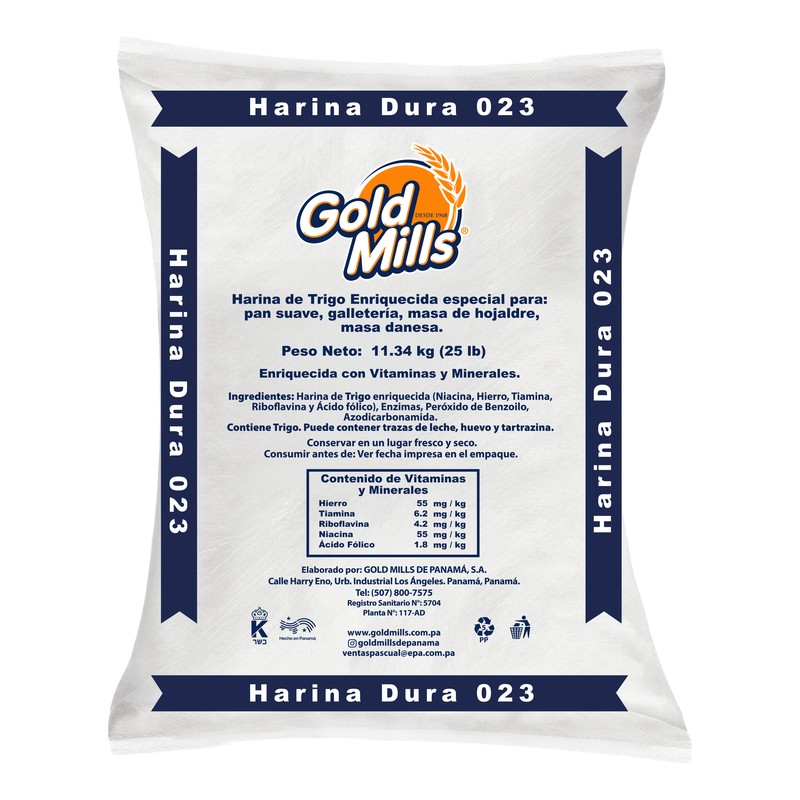 Harina Dura 023
Gold
DESDE 1968
Mills®
Harina Dura 023
Harina Dura 023
Harina de Trigo Enriquecida especial para:
pan suave, galletería, masa de hojaldre,
masa danesa.
Peso Neto: 11.34 kg (25 lb)
Enriquecida con Vitaminas y Minerales.
Ingredientes: Harina de Trigo enriquecida (Niacina, Hierro, Tiamina,
Riboflavina y Ácido fólico), Enzimas, Peróxido de Benzoilo,
Azodicarbonamida.
Contiene Trigo. Puede contener trazas de leche, huevo y tartrazina.
Conservar en un lugar fresco y seco.
Consumir antes de: Ver fecha impresa en el empaque.
Contenido de Vitaminas
y Minerales
Hierro 55 mg / kg
Tiamina 6.2 mg / kg
Riboflavina 4.2 mg / kg
Niacina 55 mg / kg
Ácido Fólico 1.8 mg / kg
Elaborado por: GOLD MILLS DE PANAMÁ, S.A.
Calle Harry Eno, Urb. Industrial Los Ángeles. Panamá, Panamá.
Tel: (507) 800-7575
Registro Sanitario N°: 5704
Planta N°: 117-AD
K
כשר
Hecho en Panamá
www.goldmills.com.pa
goldmillsdepanama
ventaspascual@epa.com.pa
5
PP
Harina Dura 023